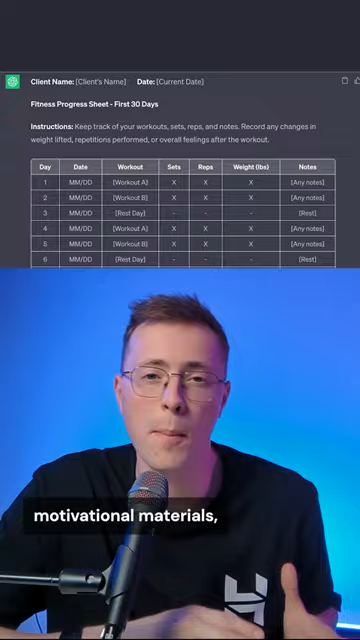 Client Name: [Client's Name] Date: [Current Date]
Fitness Progress Sheet - First 30 Days
Instructions: Keep track of your workouts, sets, reps, and notes. Record any changes in
weight lifted, repetitions performed, or overall feelings after the workout.
Day Date Workout Sets Reps Weight (lbs) Notes
1 MM/DD [Workout A] X X X [Any notes]
2 MM/DD [Workout B] X X X [Any notes]
3 MM/DD [Rest Day] - - - [Rest]
4 MM/DD [Workout A] X X X [Any notes]
5 MM/DD [Workout B] X X X [Any notes]
6 MM/DD [Rest Day] - - - [Rest]
motivational materials,